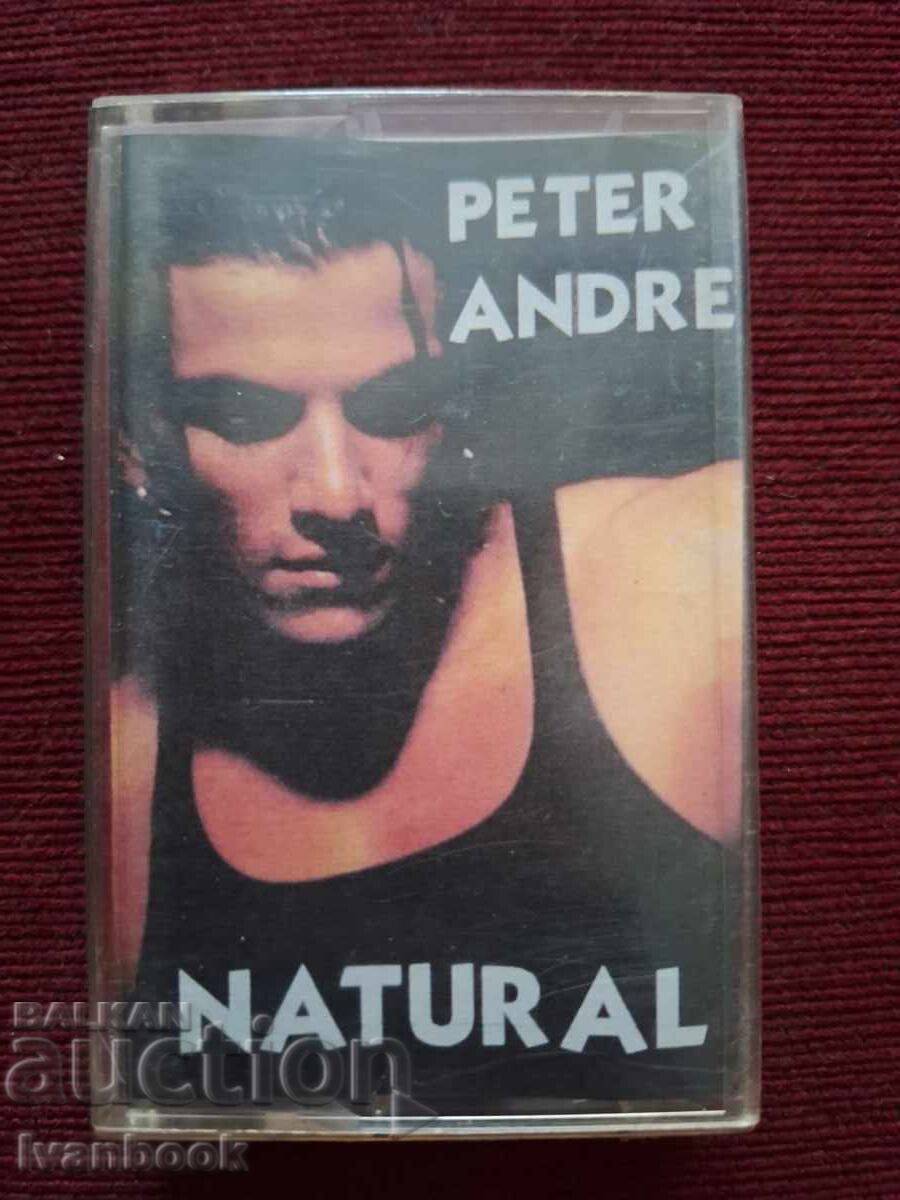 PETER
ANDRE
NATURAL
BALKAN
auction
Ivanbook